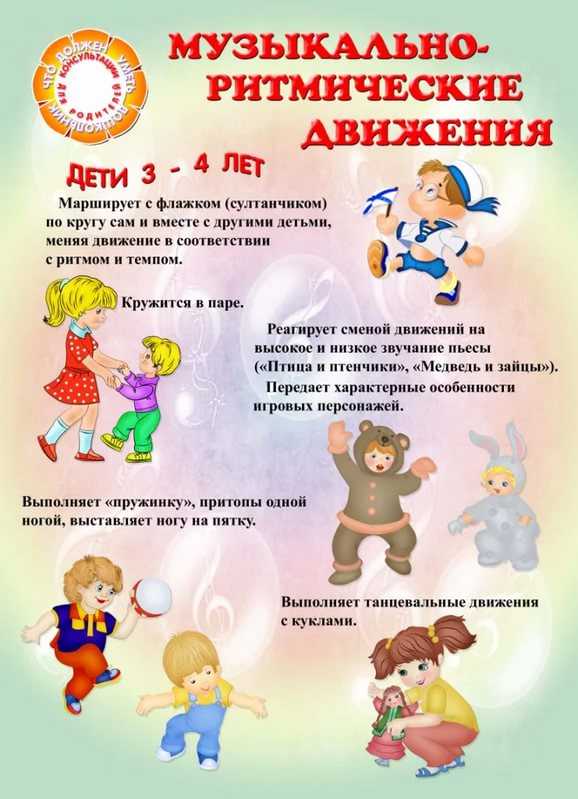 ЧТО ДОЛЖЕН УМЕТЬ
ДОШКОЛЬНИК
КОНСУЛЬТАЦИИ ДЛЯ РОДИТЕЛЕЙ
МУЗЫКАЛЬНО-
РИТМИЧЕСКИЕ
ДВИЖЕНИЯ
ДЕТИ 3 - 4 ЛЕТ
Марширует с флажком (султанчиком)
по кругу сам и вместе с другими детьми,
меняя движение в соответствии
с ритмом и темпом.
Кружится в паре.
Реагирует сменой движений на
высокое и низкое звучание пьесы
(«Птица и птенчики», «Медведь и зайцы»).
Передает характерные особенности
игровых персонажей.
Выполняет «пружинку», притопы одной
ногой, выставляет ногу на пятку.
Выполняет танцевальные движения
с куклами.